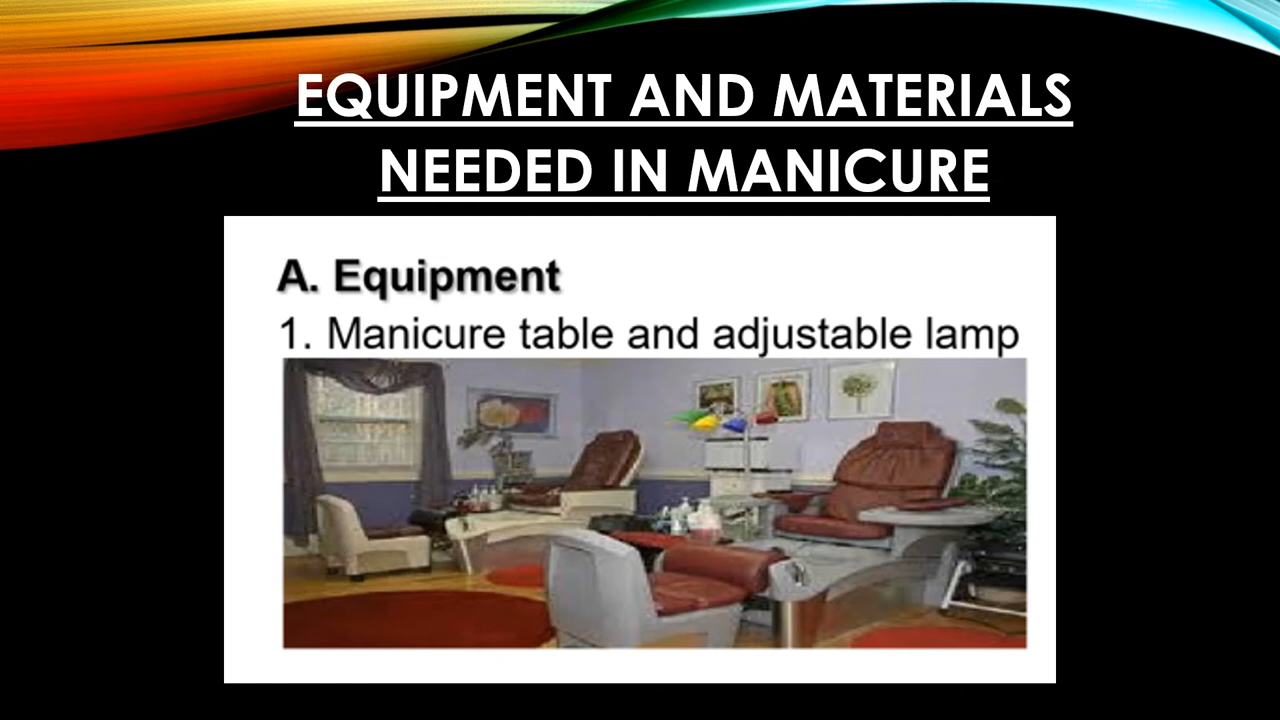 EQUIPMENT AND MATERIALS
NEEDED IN MANICURE
A. Equipment
1. Manicure table and adjustable lamp